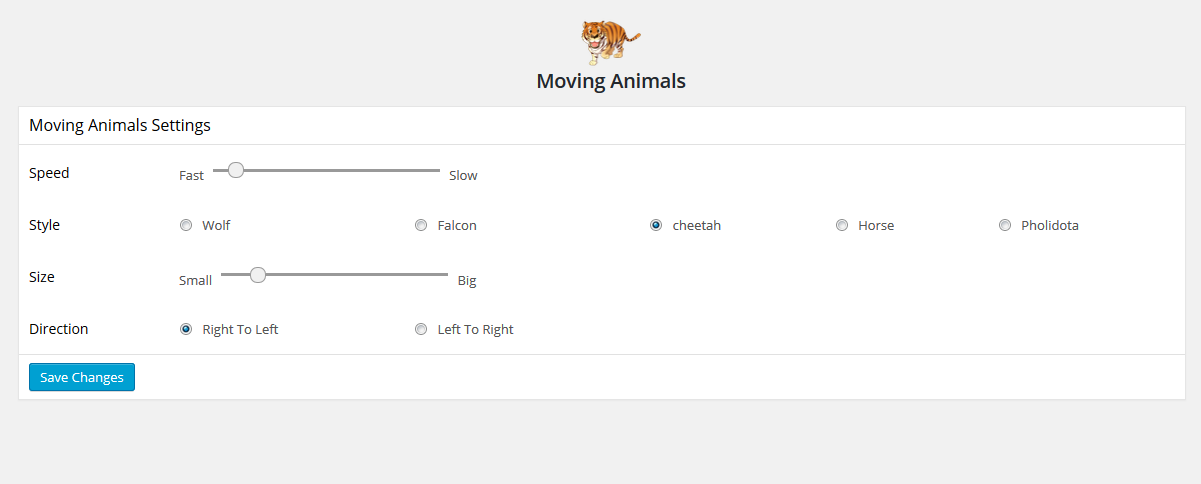 Moving Animals
Moving Animals Settings
Speed Fast Slow
Style Wolf Falcon cheetah Horse Pholidota
Size Small Big
Direction Right To Left Left To Right
Save Changes